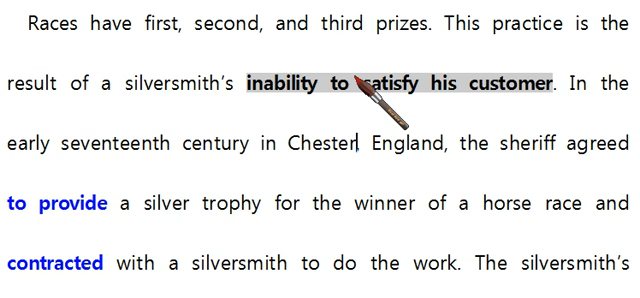 Races have first, second, and third prizes. This practice is the
result of a silversmith's inability to satisfy his customer. In the
early seventeenth century in Chester, England, the sheriff agreed
to provide a silver trophy for the winner of a horse race and
contracted with a silversmith to do the work. The silversmith's